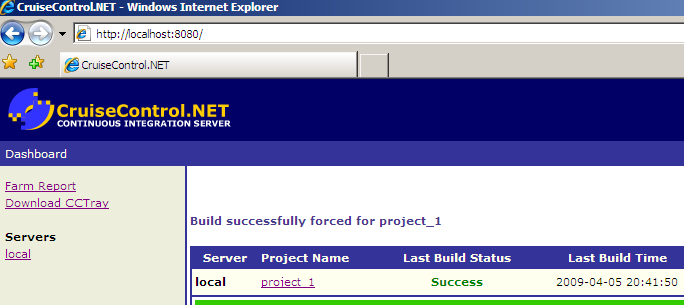 CruiseControl.NET - Windows Internet Explorer
http://localhost:8080/
CruiseControl.NET
CruiseControl.NET
CONTINUOUS INTEGRATION SERVER
Dashboard
Farm Report
Download CCTray
Servers
local
Build successfully forced for project_1
Server Project Name Last Build Status Last Build Time
local project_1 Success 2009-04-05 20:41:50